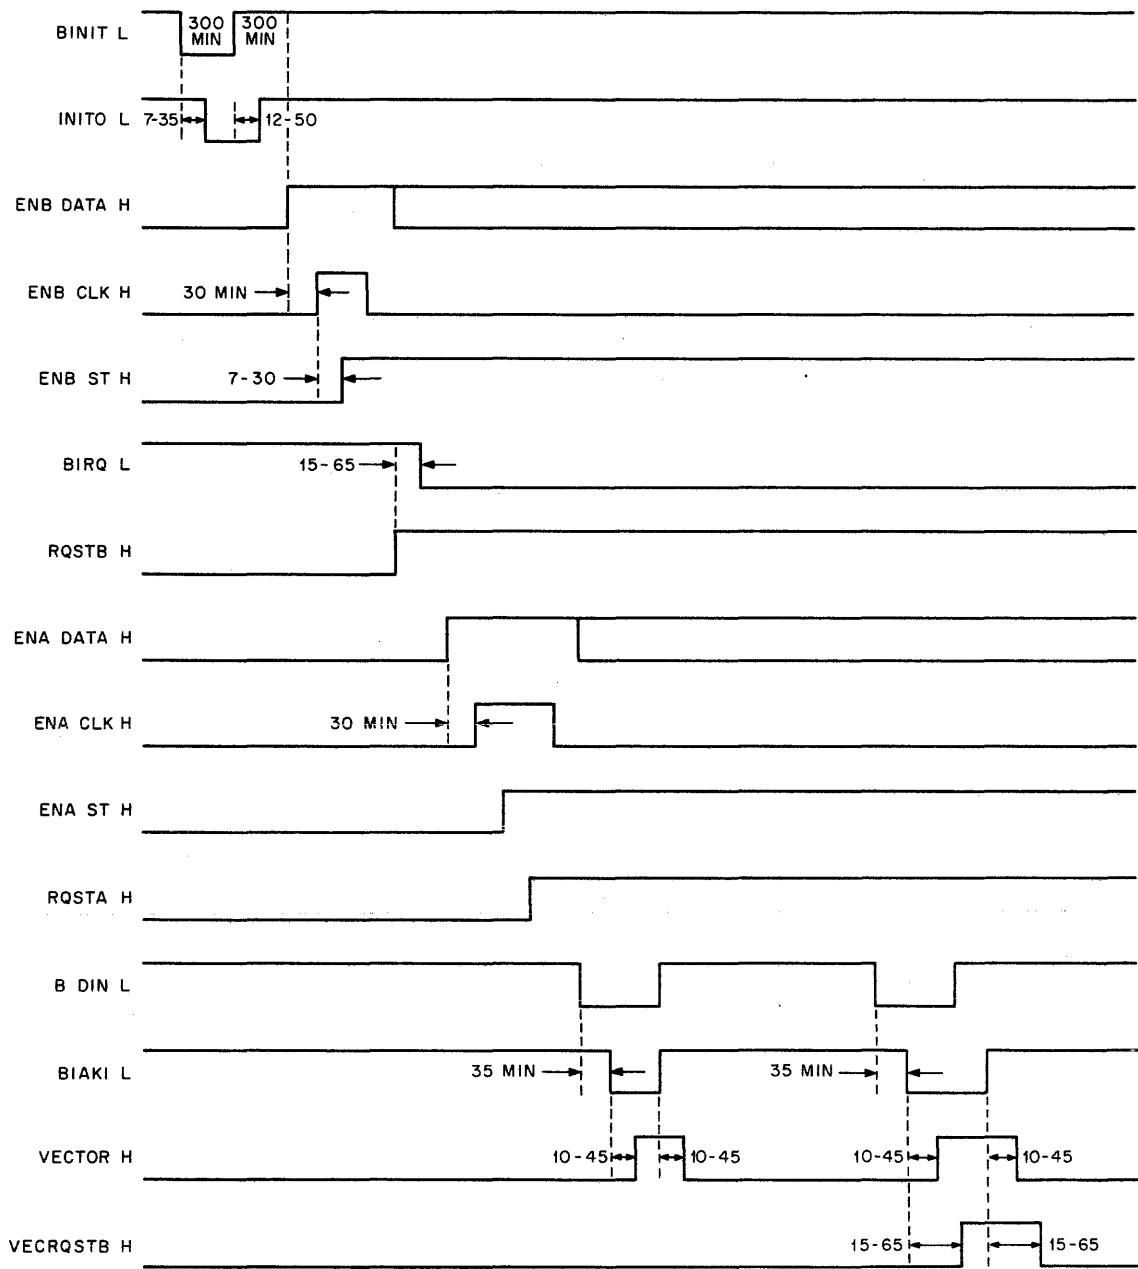 BINIT L
300 MIN
300 MIN
INITO L
7-35
12-50
ENB DATA H
ENB CLK H
30 MIN
ENB ST H
7-30
BIRQ L
15-65
RQSTB H
ENA DATA H
ENA CLK H
30 MIN
ENA ST H
RQSTA H
B DIN L
BIAKI L
35 MIN
35 MIN
VECTOR H
10-45
10-45
10-45
10-45
VECRQSTB H
15-65
15-65